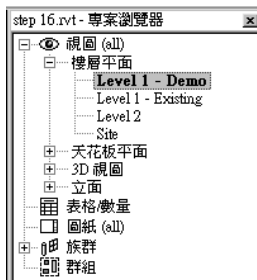 step 16.rvt - 專案瀏覽器
視圖 (all)
樓層平面
Level 1 - Demo
Level 1 - Existing
Level 2
Site
天花板平面
3D 視圖
立面
表格/數量
圖紙 (all)
族群
群組